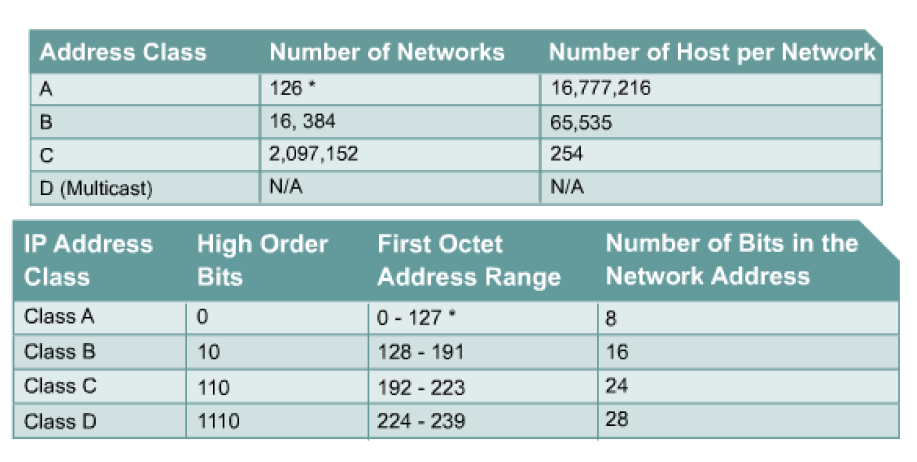 Address Class Number of Networks Number of Host per Network
A 126 * 16,777,216
B 16, 384 65,535
C 2,097,152 254
D (Multicast) N/A N/A
IP Address High Order First Octet Number of Bits in the
Class Bits Address Range Network Address
Class A 0 0 - 127 * 8
Class B 10 128 - 191 16
Class C 110 192 - 223 24
Class D 1110 224 - 239 28